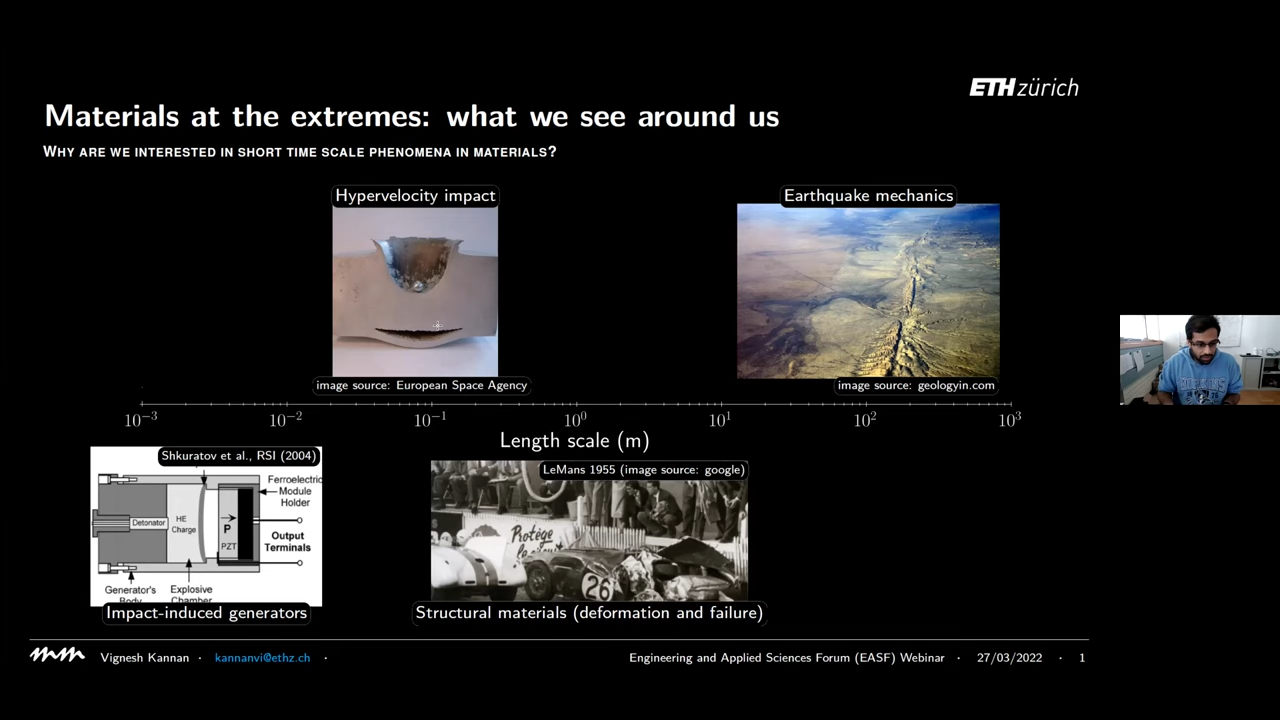 ETH zürich
Materials at the extremes: what we see around us
WHY ARE WE INTERESTED IN SHORT TIME SCALE PHENOMENA IN MATERIALS?
Hypervelocity impact
Earthquake mechanics
image source: European Space Agency
image source: geologyin.com
10⁻³ 10⁻² 10⁻¹ 10⁰ 10¹ 10² 10³
Length scale (m)
Shkuratov et al., RSI (2004)
Ferroelectric
Module
Holder
Detonator
HE
Charge
P
PZT
Output
Terminals
Generator's
Body
Explosive
Chamber
Impact-induced generators
LeMans 1955 (image source: google)
Protège
26
Structural materials (deformation and failure)
Vignesh Kannan · kannanvi@ethz.ch ·
Engineering and Applied Sciences Forum (EASF) Webinar · 27/03/2022 · 1